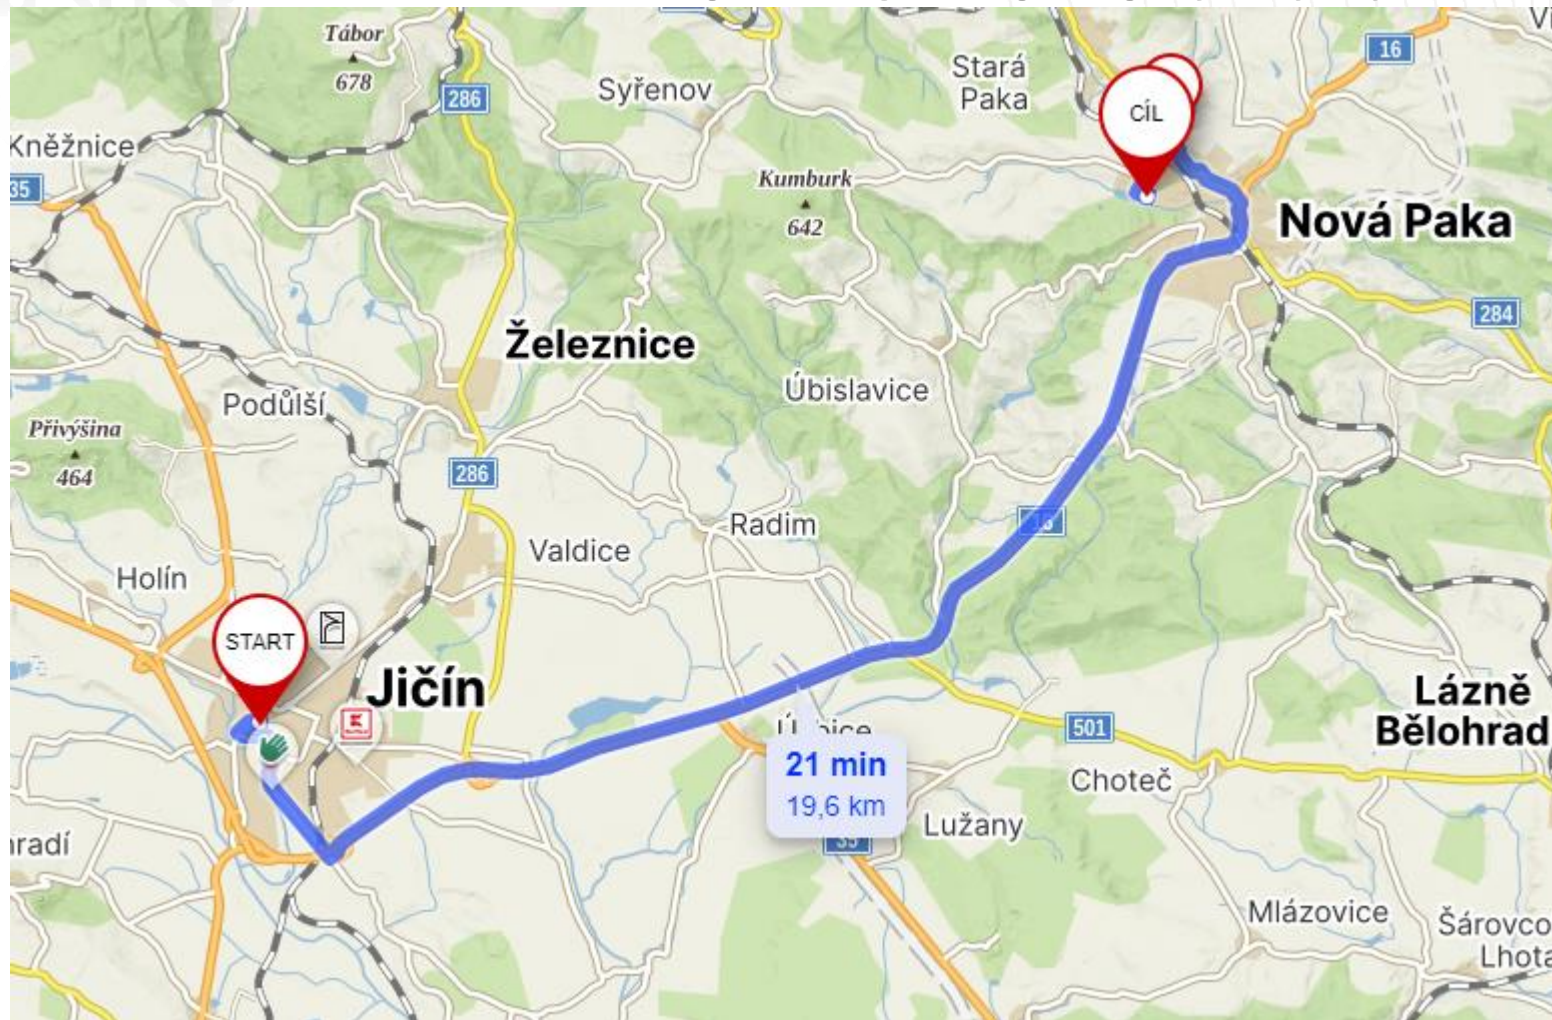 Tábor
678
286
Syřenov
Stará
Paka
16
CÍL
Kněžnice
35
Kumburk
642
Nová Paka
284
Železnice
Úbislavice
Podůlší
Přivýšina
464
286
16
Radim
Valdice
Holín
START
Jičín
Lázně
Bělohrad
501
21 min
19,6 km
Choteč
Lužany
35
Mlázovice
Šárovco
Lhota